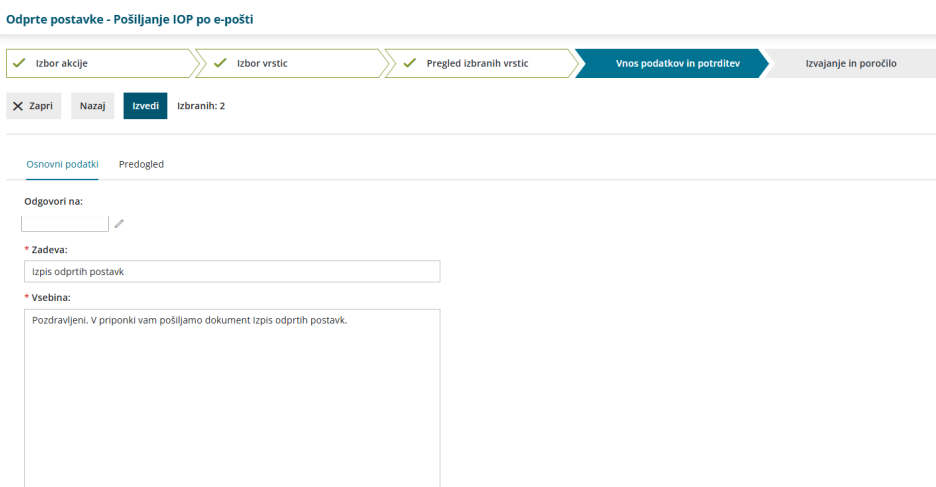 Odprte postavke - Pošiljanje IOP po e-pošti
Izbor akcije
Izbor vrstic
Pregled izbranih vrstic
Vnos podatkov in potrditev
Izvajanje in poročilo
Zapri
Nazaj
Izvedi
Izbranih: 2
Osnovni podatki
Predogled
Odgovori na:
* Zadeva:
Izpis odprtih postavk
* Vsebina:
Pozdravljeni. V priponki vam pošiljamo dokument Izpis odprtih postavk.